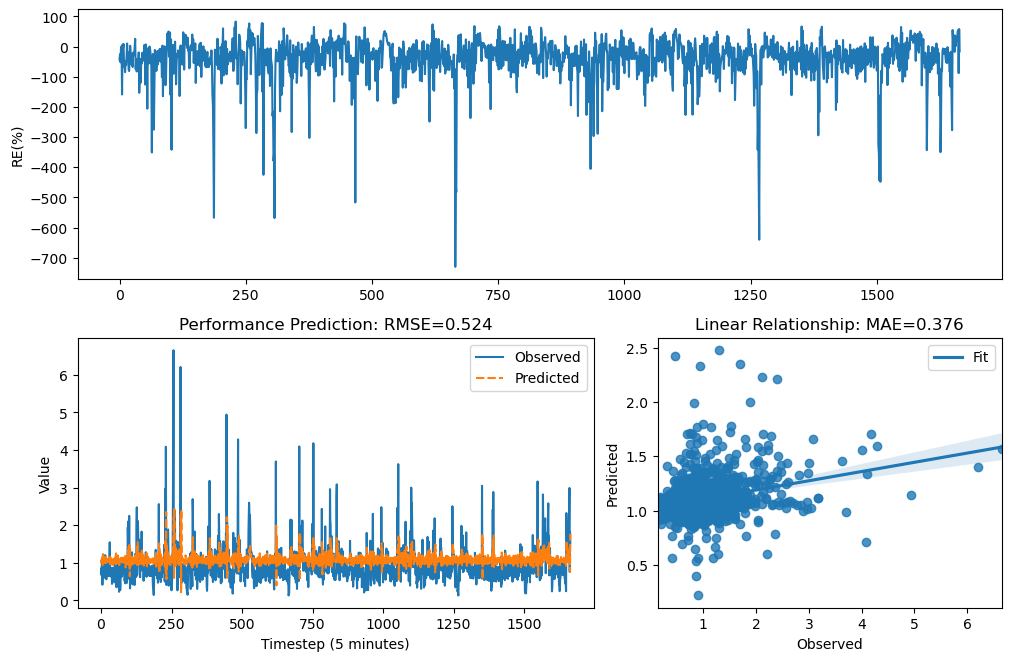 RE(%)
100
0
−100
−200
−300
−400
−500
−600
−700
0 250 500 750 1000 1250 1500
Performance Prediction: RMSE=0.524
Value
6
5
4
3
2
1
0
Observed
Predicted
0 250 500 750 1000 1250 1500
Timestep (5 minutes)
Linear Relationship: MAE=0.376
Predicted
2.5
2.0
1.5
1.0
0.5
Fit
1 2 3 4 5 6
Observed